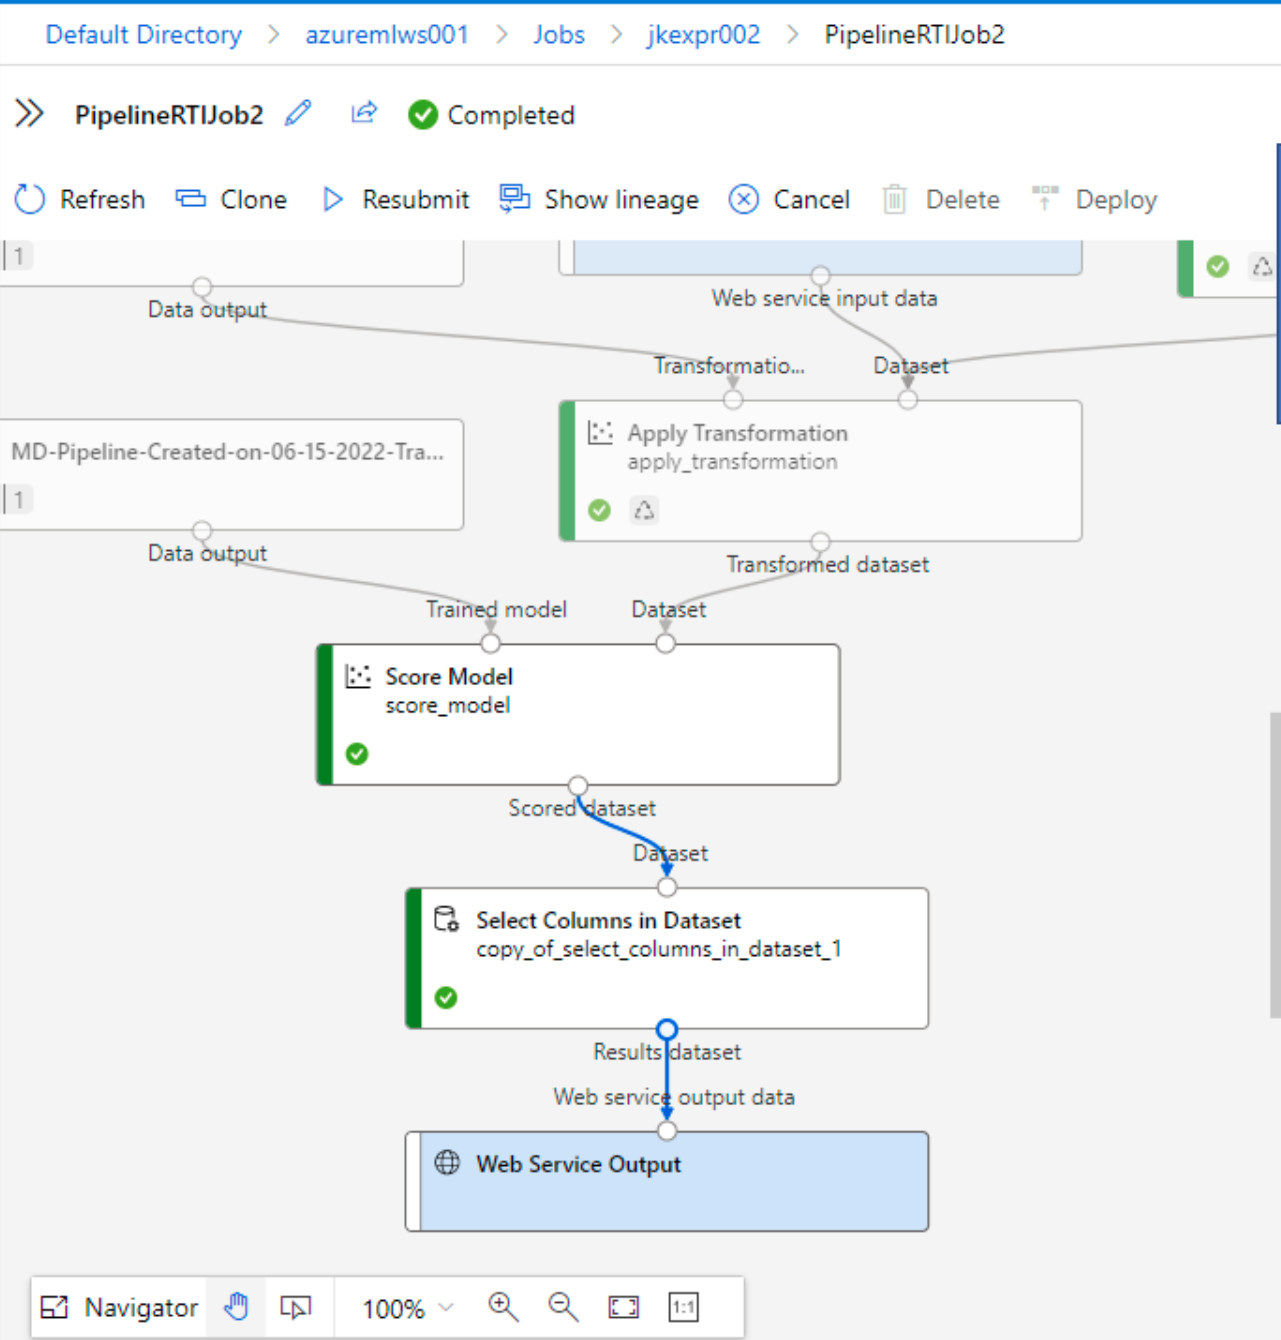 Default Directory > azuremlws001 > Jobs > jkexpr002 > PipelineRTIJob2
PipelineRTIJob2 Completed
Refresh Clone Resubmit Show lineage Cancel Delete Deploy
1
Data output
Web service input data
Transformatio...
Dataset
Apply Transformation
apply_transformation
MD-Pipeline-Created-on-06-15-2022-Tra...
1
Data output
Transformed dataset
Trained model
Dataset
Score Model
score_model
Scored dataset
Dataset
Select Columns in Dataset
copy_of_select_columns_in_dataset_1
Results dataset
Web service output data
Web Service Output
Navigator 100% 1:1